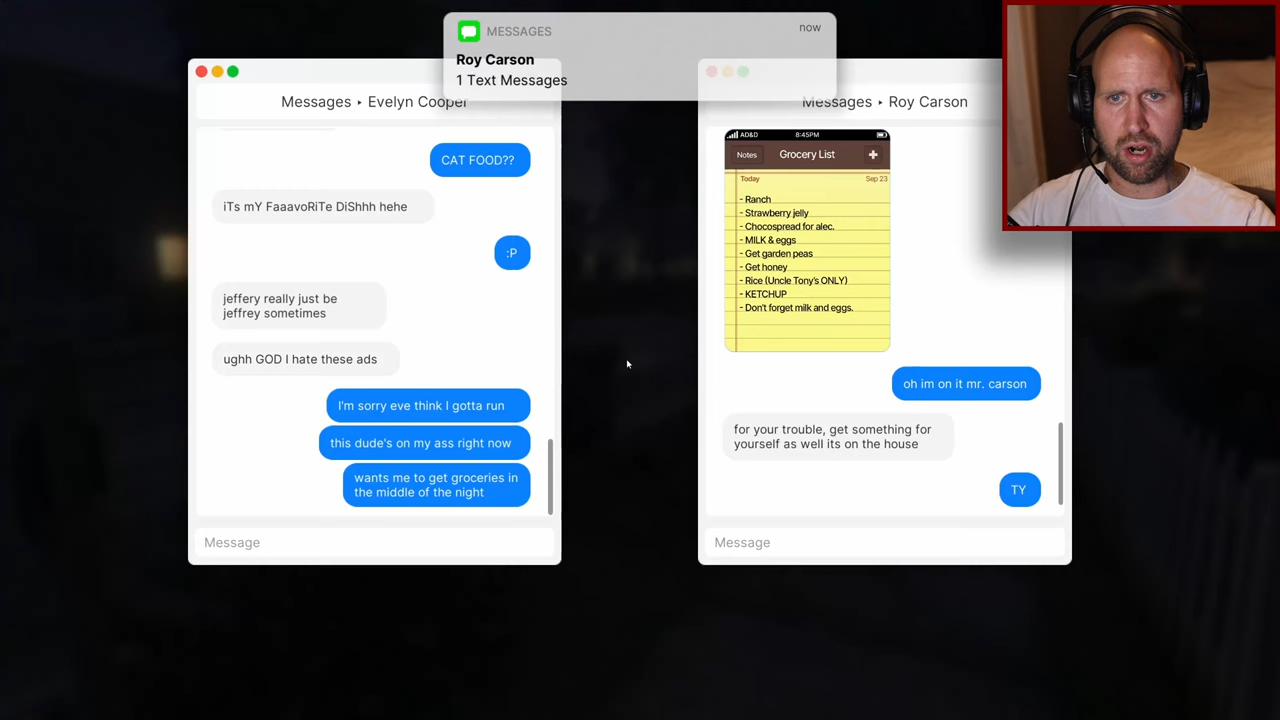 MESSAGES
now
Roy Carson
1 Text Messages
Messages ▸ Evelyn Cooper
CAT FOOD??
iTs mY FaaavoRiTe DiShhh hehe
:P
jeffery really just be
jeffrey sometimes
ughh GOD I hate these ads
I'm sorry eve think I gotta run
this dude's on my ass right now
wants me to get groceries in
the middle of the night
Message
Messages ▸ Roy Carson
AD&D
8:45PM
Notes
Grocery List
Today
Sep 23
- Ranch
- Strawberry jelly
- Chocospread for alec.
- MILK & eggs
- Get garden peas
- Get honey
- Rice (Uncle Tony's ONLY)
- KETCHUP
- Don't forget milk and eggs.
oh im on it mr. carson
for your trouble, get something for
yourself as well its on the house
TY
Message